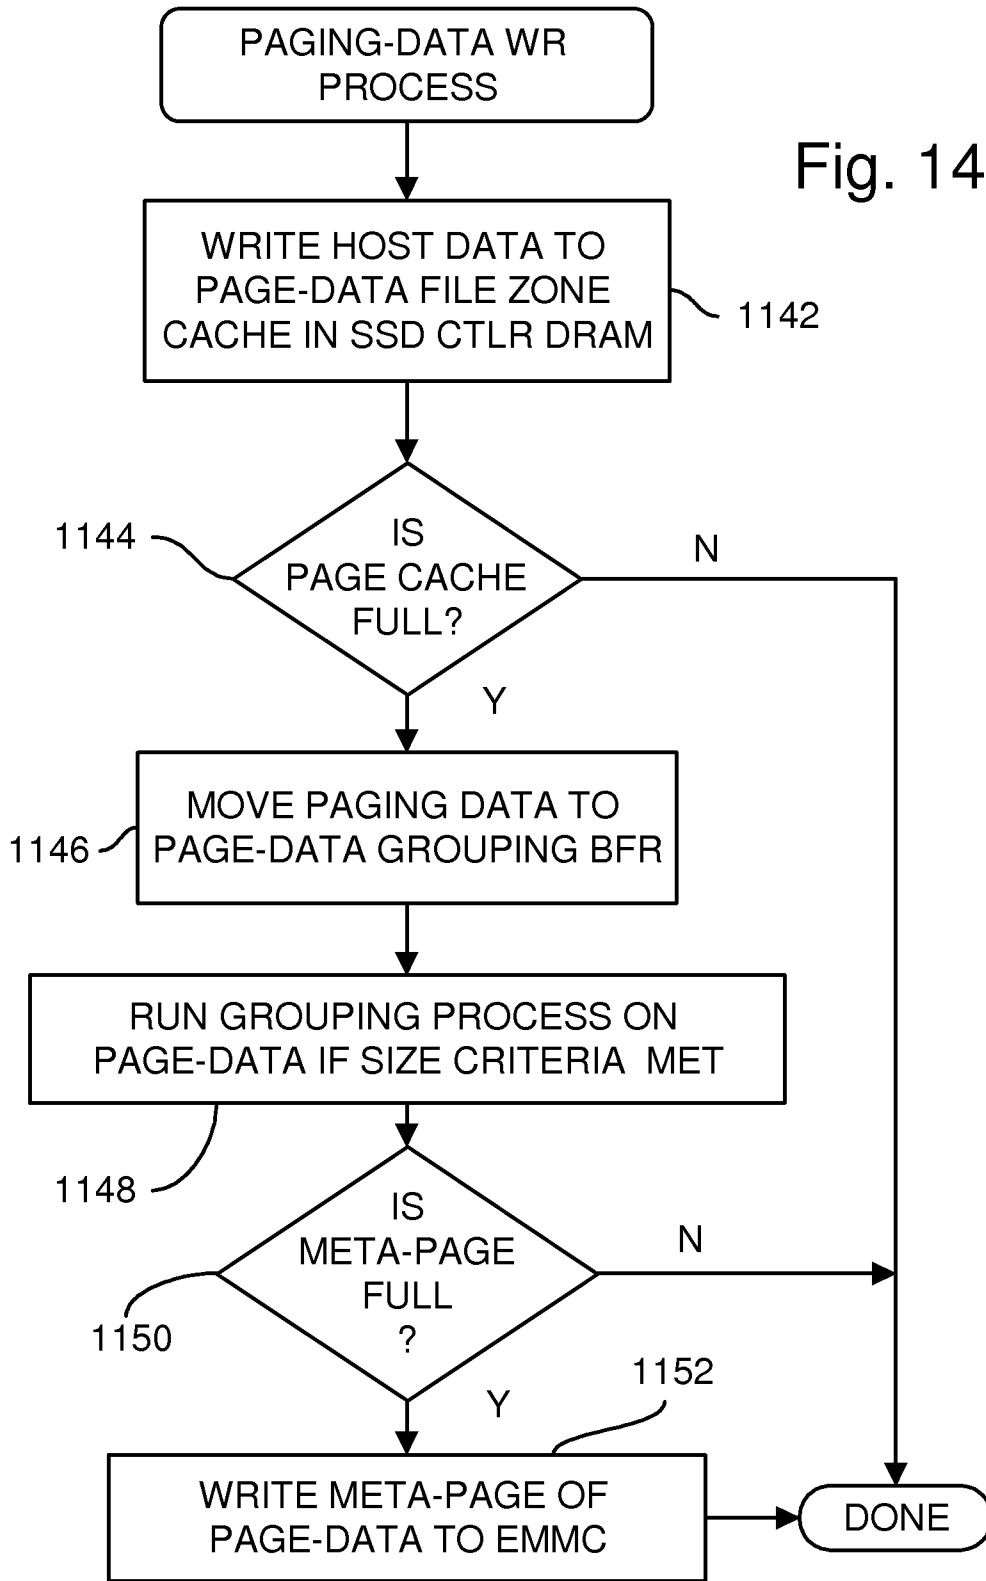 PAGING-DATA WR
PROCESS
Fig. 14
WRITE HOST DATA TO
PAGE-DATA FILE ZONE
CACHE IN SSD CTLR DRAM
1142
1144
IS
PAGE CACHE
FULL?
N
Y
MOVE PAGING DATA TO
PAGE-DATA GROUPING BFR
1146
RUN GROUPING PROCESS ON
PAGE-DATA IF SIZE CRITERIA  MET
1148
IS
META-PAGE
FULL
?
N
1150
Y
1152
WRITE META-PAGE OF
PAGE-DATA TO EMMC
DONE